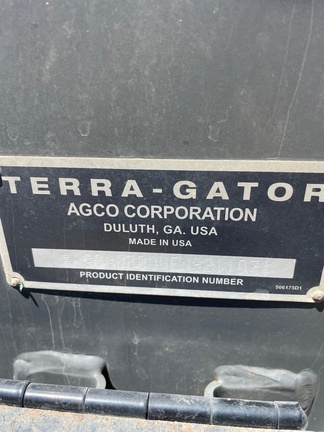 TERRA-GATOR
AGCO CORPORATION
DULUTH, GA. USA
MADE IN USA
PRODUCT IDENTIFICATION NUMBER
506175D1